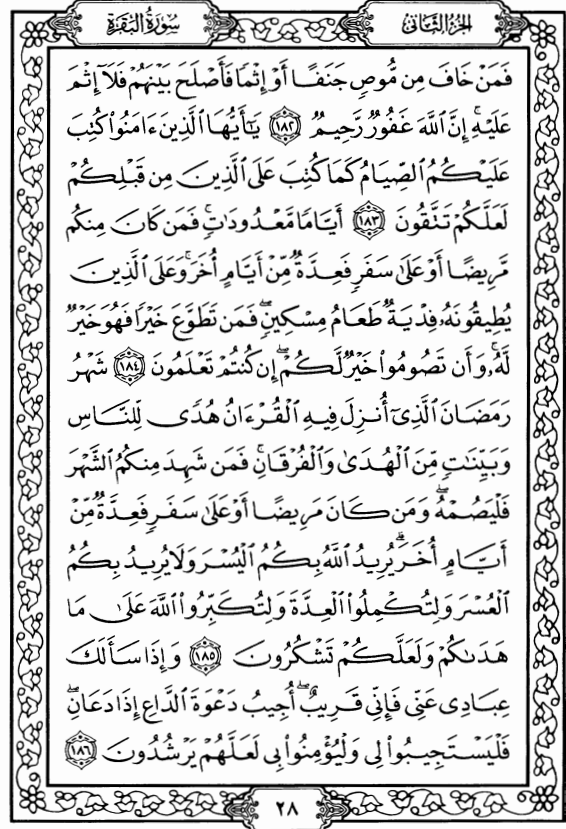 الجزء الثاني
سورة البقرة
فَمَنْ خَافَ مِن مُّوصٍ جَنَفًا أَوْ إِثْمًا فَأَصْلَحَ بَيْنَهُمْ فَلَآ إِثْمَ
عَلَيْهِ ۚ إِنَّ ٱللَّهَ غَفُورٌ رَّحِيمٌ ۝١٨٢ يَـٰٓأَيُّهَا ٱلَّذِينَ ءَامَنُوا۟ كُتِبَ
عَلَيْكُمُ ٱلصِّيَامُ كَمَا كُتِبَ عَلَى ٱلَّذِينَ مِن قَبْلِكُمْ
لَعَلَّكُمْ تَتَّقُونَ ۝١٨٣ أَيَّامًا مَّعْدُودَٰتٍ ۚ فَمَن كَانَ مِنكُم
مَّرِيضًا أَوْ عَلَىٰ سَفَرٍ فَعِدَّةٌ مِّنْ أَيَّامٍ أُخَرَ ۚ وَعَلَى ٱلَّذِينَ
يُطِيقُونَهُۥ فِدْيَةٌ طَعَامُ مِسْكِينٍ ۖ فَمَن تَطَوَّعَ خَيْرًا فَهُوَ خَيْرٌ
لَّهُۥ ۚ وَأَن تَصُومُوا۟ خَيْرٌ لَّكُمْ ۖ إِن كُنتُمْ تَعْلَمُونَ ۝١٨٤ شَهْرُ
رَمَضَانَ ٱلَّذِىٓ أُنزِلَ فِيهِ ٱلْقُرْءَانُ هُدًى لِّلنَّاسِ
وَبَيِّنَـٰتٍ مِّنَ ٱلْهُدَىٰ وَٱلْفُرْقَانِ ۚ فَمَن شَهِدَ مِنكُمُ ٱلشَّهْرَ
فَلْيَصُمْهُ ۖ وَمَن كَانَ مَرِيضًا أَوْ عَلَىٰ سَفَرٍ فَعِدَّةٌ مِّنْ
أَيَّامٍ أُخَرَ ۗ يُرِيدُ ٱللَّهُ بِكُمُ ٱلْيُسْرَ وَلَا يُرِيدُ بِكُمُ
ٱلْعُسْرَ وَلِتُكْمِلُوا۟ ٱلْعِدَّةَ وَلِتُكَبِّرُوا۟ ٱللَّهَ عَلَىٰ مَا
هَدَىٰكُمْ وَلَعَلَّكُمْ تَشْكُرُونَ ۝١٨٥ وَإِذَا سَأَلَكَ
عِبَادِى عَنِّى فَإِنِّى قَرِيبٌ ۖ أُجِيبُ دَعْوَةَ ٱلدَّاعِ إِذَا دَعَانِ ۖ
فَلْيَسْتَجِيبُوا۟ لِى وَلْيُؤْمِنُوا۟ بِى لَعَلَّهُمْ يَرْشُدُونَ ۝١٨٦
٢٨